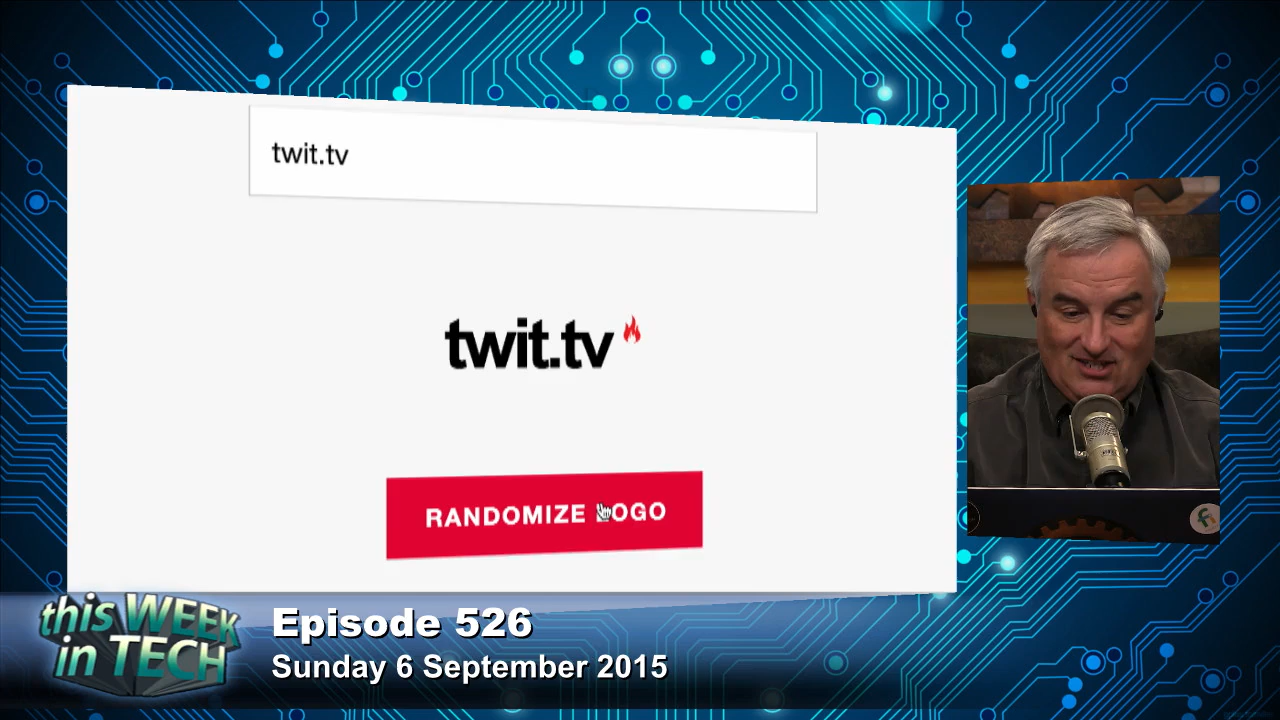 twit.tv
twit.tv
RANDOMIZE LOGO
this WEEK
in TECH
Episode 526
Sunday 6 September 2015